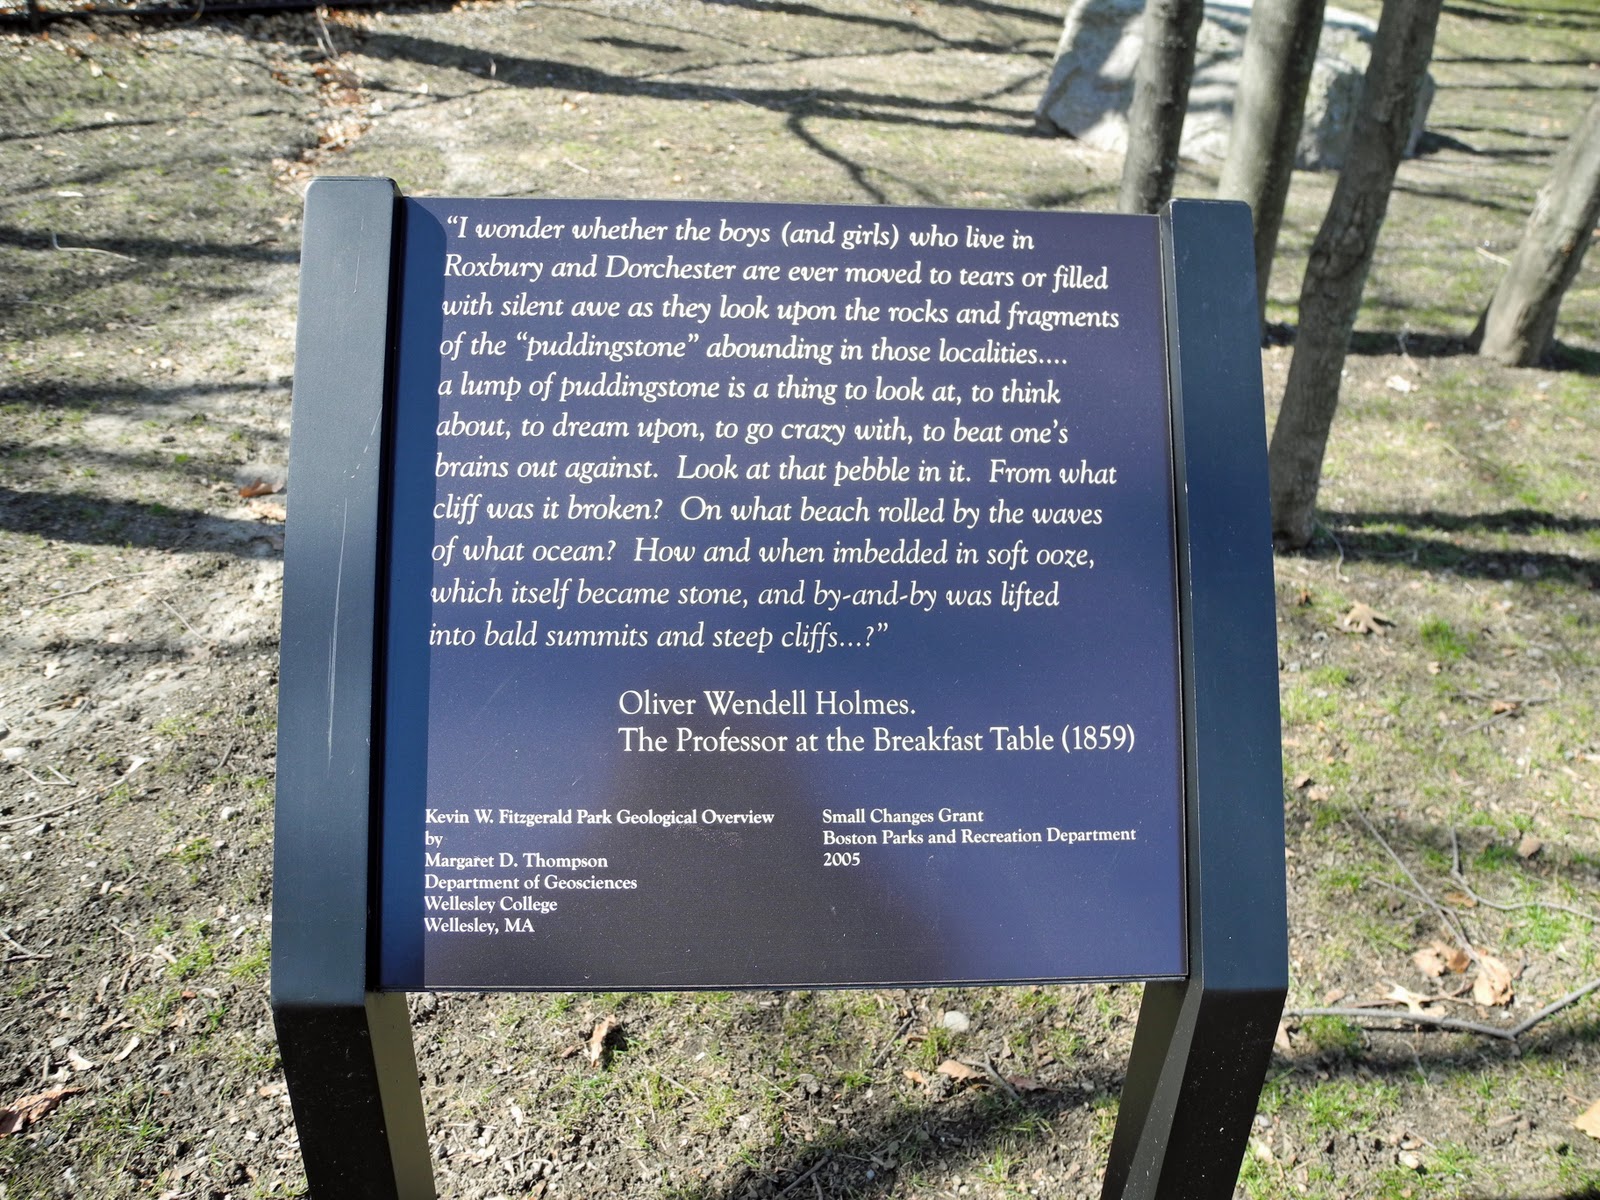 “I wonder whether the boys (and girls) who live in
Roxbury and Dorchester are ever moved to tears or filled
with silent awe as they look upon the rocks and fragments
of the “puddingstone” abounding in those localities....
a lump of puddingstone is a thing to look at, to think
about, to dream upon, to go crazy with, to beat one’s
brains out against. Look at that pebble in it. From what
cliff was it broken? On what beach rolled by the waves
of what ocean? How and when imbedded in soft ooze,
which itself became stone, and by-and-by was lifted
into bald summits and steep cliffs...?”
Oliver Wendell Holmes.
The Professor at the Breakfast Table (1859)
Kevin W. Fitzgerald Park Geological Overview
by
Margaret D. Thompson
Department of Geosciences
Wellesley College
Wellesley, MA
Small Changes Grant
Boston Parks and Recreation Department
2005